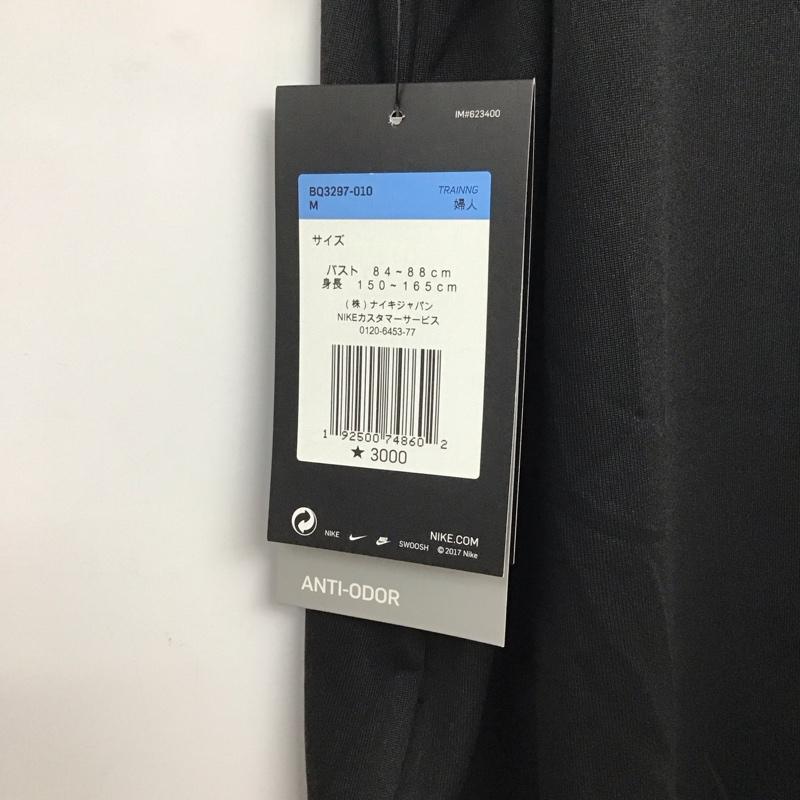 IM#623400
BQ3297-010 TRAINNG
M 婦人
サイズ
バスト 84~88cm
身長 150~165cm
(株)ナイキジャパン
NIKEカスタマーサービス
0120-6453-77
1 92500 74860 2
★ 3000
NIKE SWOOSH NIKE.COM
©2017 Nike
ANTI-ODOR